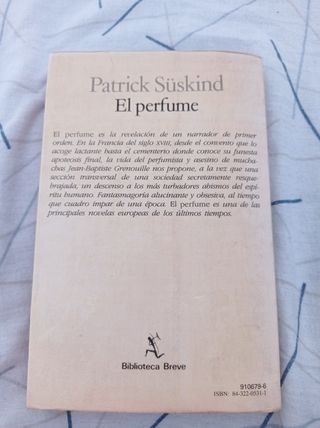 Patrick Süskind
El perfume
El perfume es la revelación de un narrador de primer
orden. En la Francia del siglo XVIII, desde el convento que lo
acoge lactante hasta el cementerio donde conoce su funesta
apoteosis final, la vida del perfumista y asesino de mucha-
chas Jean-Baptiste Grenouille nos propone, a la vez que una
sección transversal de una sociedad secretamente resque-
brajada, un descenso a los más turbadores abismos del espí-
ritu humano. Fantasmagoría alucinante y obsesiva, al tiempo
que cuadro impar de una época. El perfume es una de las
principales novelas europeas de los últimos tiempos.
Biblioteca Breve
910679-6
ISBN: 84-322-0531-1